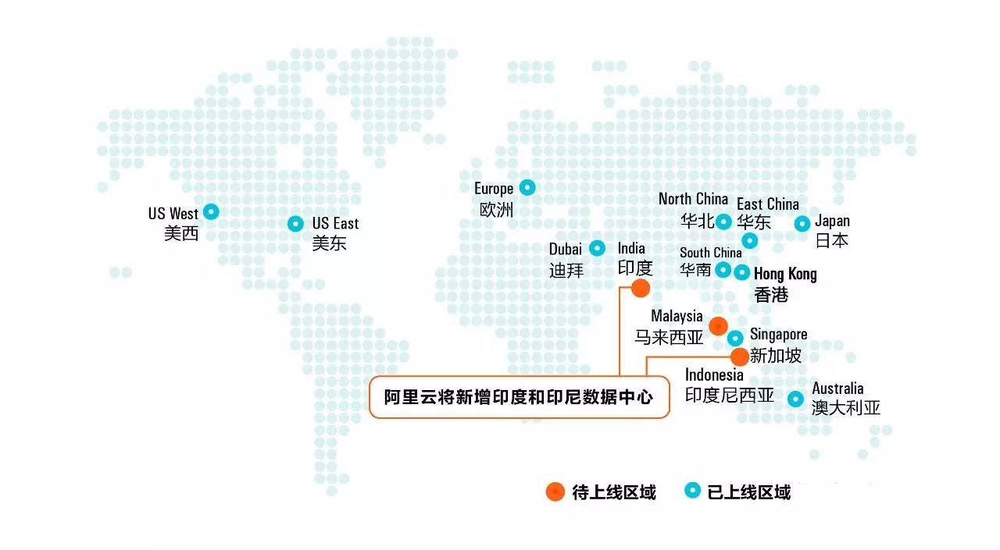 US West
美西
US East
美东
Europe
欧洲
Dubai
迪拜
India
印度
North China
华北
East China
华东
Japan
日本
South China
华南
Hong Kong
香港
Malaysia
马来西亚
Singapore
新加坡
Indonesia
印度尼西亚
Australia
澳大利亚
阿里云将新增印度和印尼数据中心
待上线区域
已上线区域